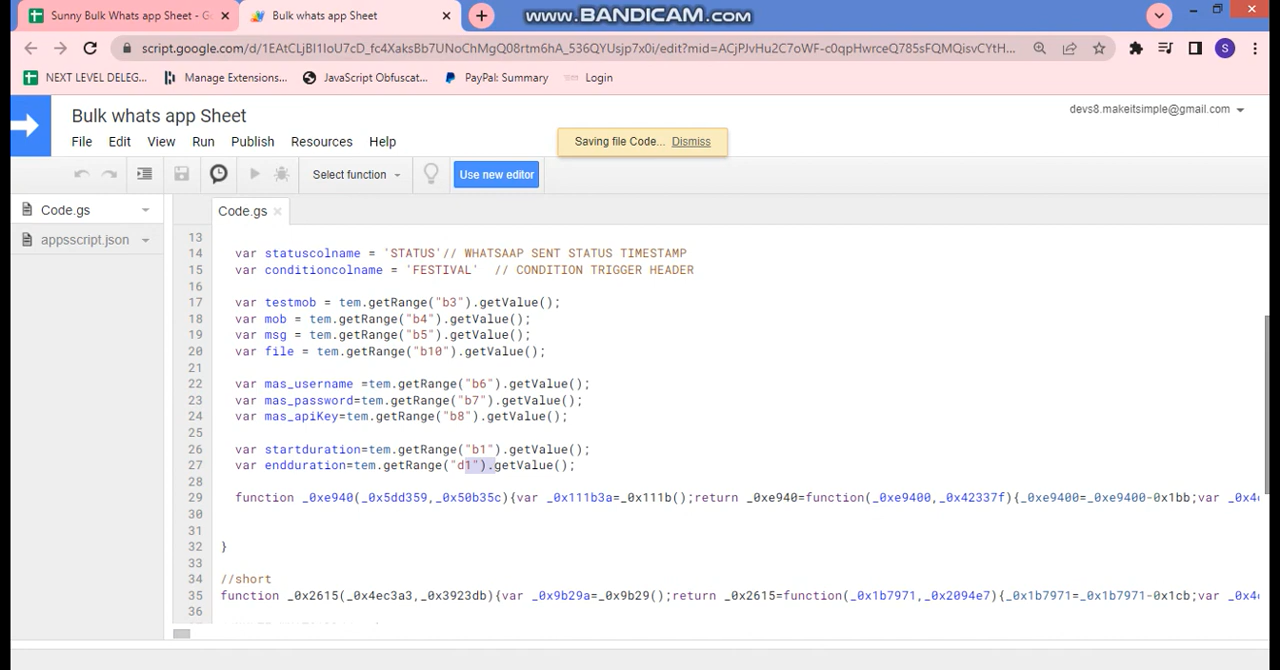 www.BANDICAM.com
Sunny Bulk Whats app Sheet - G
Bulk whats app Sheet
script.google.com/d/1EAtCLjBI1IoU7cD_fc4XaksBb7UNoChMgQ08rtm6hA_536QYUsjp7x0i/edit?mid=ACjPJvHu2C7oWF-c0qpHwrceQ785sFQMQisvCYtH...
S
NEXT LEVEL DELEG...
Manage Extensions...
JavaScript Obfuscat...
PayPal: Summary
Login
Bulk whats app Sheet
devs8.makeitsimple@gmail.com
File Edit View Run Publish Resources Help
Saving file Code... Dismiss
Select function
Use new editor
Code.gs
appsscript.json
Code.gs
13
14 var statuscolname = 'STATUS'// WHATSAAP SENT STATUS TIMESTAMP
15 var conditioncolname = 'FESTIVAL' // CONDITION TRIGGER HEADER
16
17 var testmob = tem.getRange("b3").getValue();
18 var mob = tem.getRange("b4").getValue();
19 var msg = tem.getRange("b5").getValue();
20 var file = tem.getRange("b10").getValue();
21
22 var mas_username =tem.getRange("b6").getValue();
23 var mas_password=tem.getRange("b7").getValue();
24 var mas_apiKey=tem.getRange("b8").getValue();
25
26 var startduration=tem.getRange("b1").getValue();
27 var endduration=tem.getRange("d1").getValue();
28
29 function _0xe940(_0x5dd359,_0x50b35c){var _0x111b3a=_0x111b();return _0xe940=function(_0xe9400,_0x42337f){_0xe9400=_0xe9400-0x1bb;var
30
31
32 }
33
34 //short
35 function _0x2615(_0x4ec3a3,_0x3923db){var _0x9b29a=_0x9b29();return _0x2615=function(_0x1b7971,_0x2094e7){_0x1b7971=_0x1b7971-0x1cb;var
36